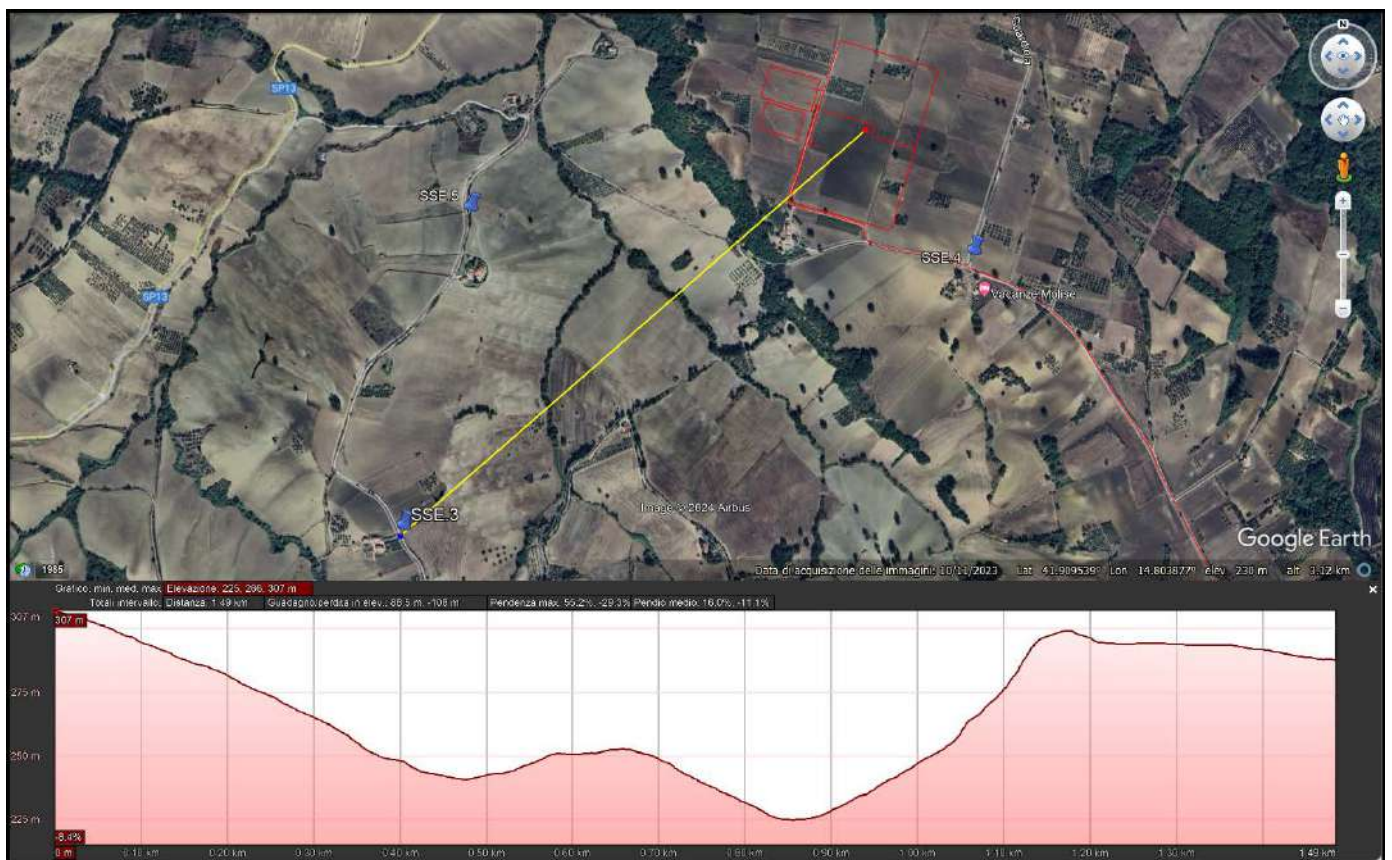 N
Guardiola
SP13
SSE.5
SSE.4
Vacanze Molise
SP13
SSE.3
Image © 2024 Airbus
Google Earth
1985
Data di acquisizione delle immagini: 10/11/2023 Lat 41.909539° Lon 14.803877° elev 230 m alt 3.12 km
Grafico: min, med, max Elevazione: 225, 266, 307 m
Totali intervallo: Distanza: 1.49 km Guadagno/perdita in elev.: 86.5 m, -106 m Pendenza max: 55.2%, -29.3% Pendio medio: 16.0%, -11.1%
307 m
307 m
275 m
250 m
225 m
-8.4%
0 m 0.10 km 0.20 km 0.30 km 0.40 km 0.50 km 0.60 km 0.70 km 0.80 km 0.90 km 1.00 km 1.10 km 1.20 km 1.30 km 1.49 km